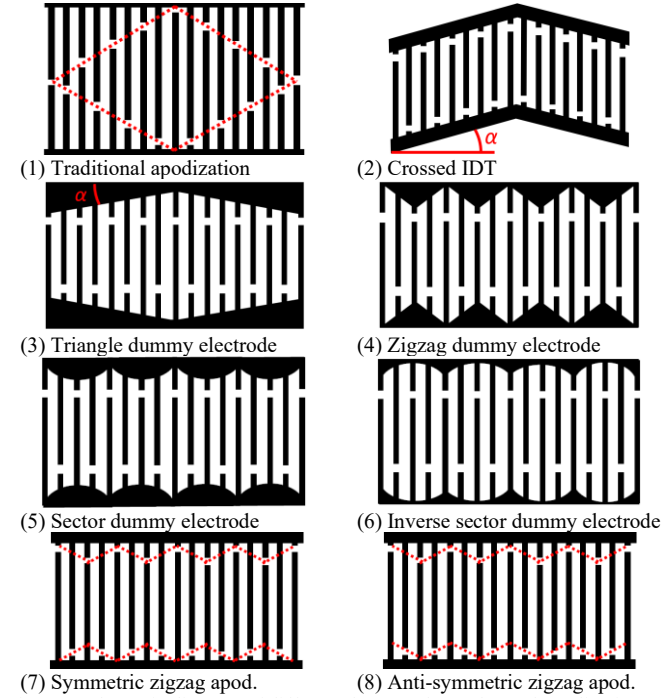 (1) Traditional apodization
α
(2) Crossed IDT
α
(3) Triangle dummy electrode
(4) Zigzag dummy electrode
(5) Sector dummy electrode
(6) Inverse sector dummy electrode
(7) Symmetric zigzag apod.
(8) Anti-symmetric zigzag apod.